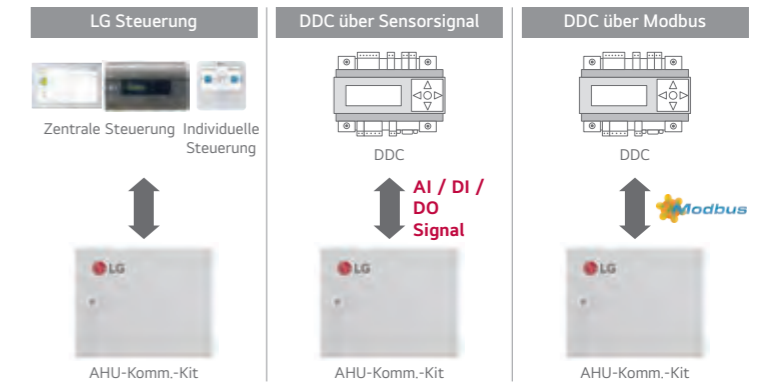 LG Steuerung
Zentrale Steuerung
Individuelle
Steuerung
LG
AHU-Komm.-Kit
DDC über Sensorsignal
DDC
AI / DI /
DO
Signal
LG
AHU-Komm.-Kit
DDC über Modbus
DDC
Modbus
LG
AHU-Komm.-Kit